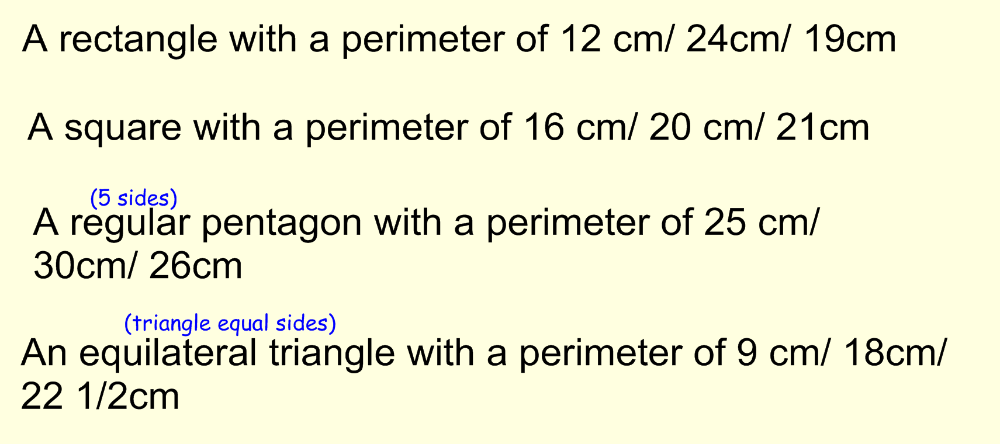 A rectangle with a perimeter of 12 cm/ 24cm/ 19cm
A square with a perimeter of 16 cm/ 20 cm/ 21cm
(5 sides)
A regular pentagon with a perimeter of 25 cm/
30cm/ 26cm
(triangle equal sides)
An equilateral triangle with a perimeter of 9 cm/ 18cm/
22 1/2cm